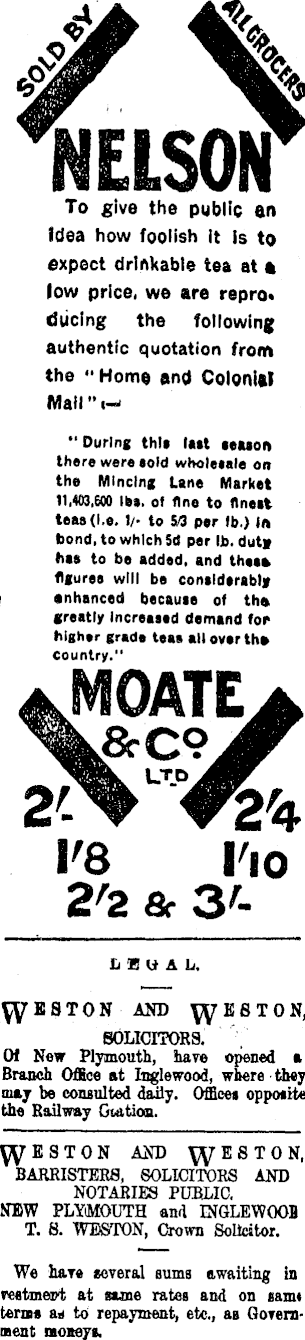 SOLD BY
ALL GROCERS
NELSON
To give the public an
idea how foolish it is to
expect drinkable tea at a
low price, we are repro-
ducing the following
authentic quotation from
the "Home and Colonial
Mail" :—
"During this last season
there were sold wholesale on
the Mincing Lane Market
11,403,600 lbs. of fine to finest
teas (i.e. 1/- to 5/3 per lb.) in
bond, to which 5d per lb. duty
has to be added, and these
figures will be considerably
enhanced because of the
greatly increased demand for
higher grade teas all over the
country."
MOATE
& Co
LTD
2/- 2/4
1/8 1/10
2/2 & 3/-
LEGAL.
WESTON AND WESTON,
SOLICITORS.
Of New Plymouth, have opened a
Branch Office at Inglewood, where they
may be consulted daily. Offices opposite
the Railway Station.
WESTON AND WESTON,
BARRISTERS, SOLICITORS AND
NOTARIES PUBLIC,
NEW PLYMOUTH and INGLEWOOD
T. S. WESTON, Crown Solicitor.
We have several sums awaiting in
vestment at same rates and on same
terms as to repayment, etc., as Govern-
ment moneys.